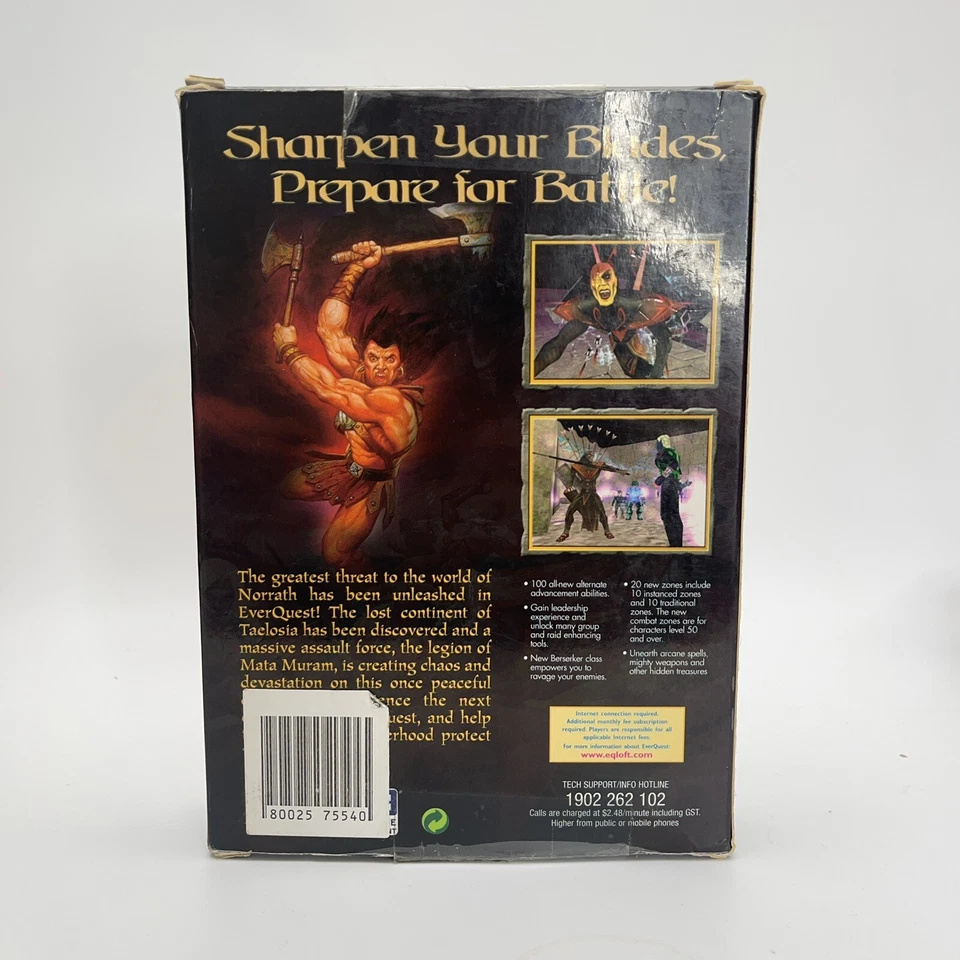 Sharpen Your Blades,
Prepare for Battle!
The greatest threat to the world of
Norrath has been unleashed in
EverQuest! The lost continent of
Taelosia has been discovered and a
massive assault force, the legion of
Mata Muram, is creating chaos and
devastation on this once peaceful
ence the next
uest, and help
erhood protect
• 100 all-new alternate
advancement abilities.
• Gain leadership
experience and
unlock many group
and raid enhancing
tools.
• New Berserker class
empowers you to
ravage your enemies.
• 20 new zones include
10 instanced zones
and 10 traditional
zones. The new
combat zones are for
characters level 50
and over.
• Unearth arcane spells,
mighty weapons and
other hidden treasures
Internet connection required.
Additional monthly fee subscription
required. Players are responsible for all
applicable Internet fees.
For more information about EverQuest:
www.eqloft.com
TECH SUPPORT/INFO HOTLINE
1902 262 102
Calls are charged at $2.48/minute including GST.
Higher from public or mobile phones
80025 75540
E
NT